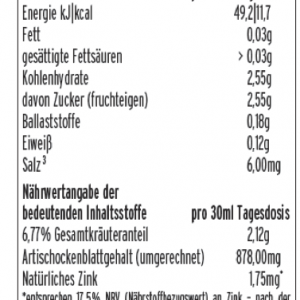 Energie kJ|kcal 49,2|11,7
Fett 0,03g
gesättigte Fettsäuren > 0,03g
Kohlenhydrate 2,55g
davon Zucker (fruchteigen) 2,55g
Ballaststoffe 0,18g
Eiweiß 0,12g
Salz³ 6,00mg
Nährwertangabe der
bedeutenden Inhaltsstoffe pro 30ml Tagesdosis
6,77% Gesamtkräuteranteil 2,12g
Artischockenblattgehalt (umgerechnet) 878,00mg
Natürliches Zink 1,75mg*
*entsprechen 17,5% NRV (Nährstoffbezugswert) an Zink - nach der